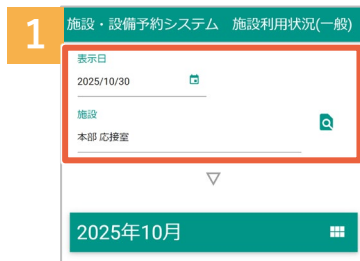 1
施設・設備予約システム 施設利用状況(一般)
表示日
2025/10/30
施設
本部 応接室
▽
2025年10月